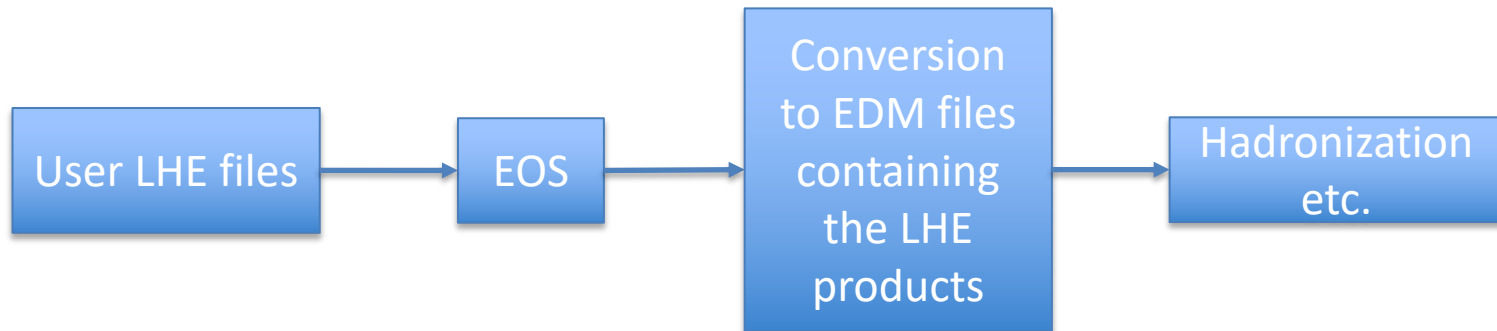 User LHE files
EOS
Conversion
to EDM files
containing
the LHE
products
Hadronization
etc.